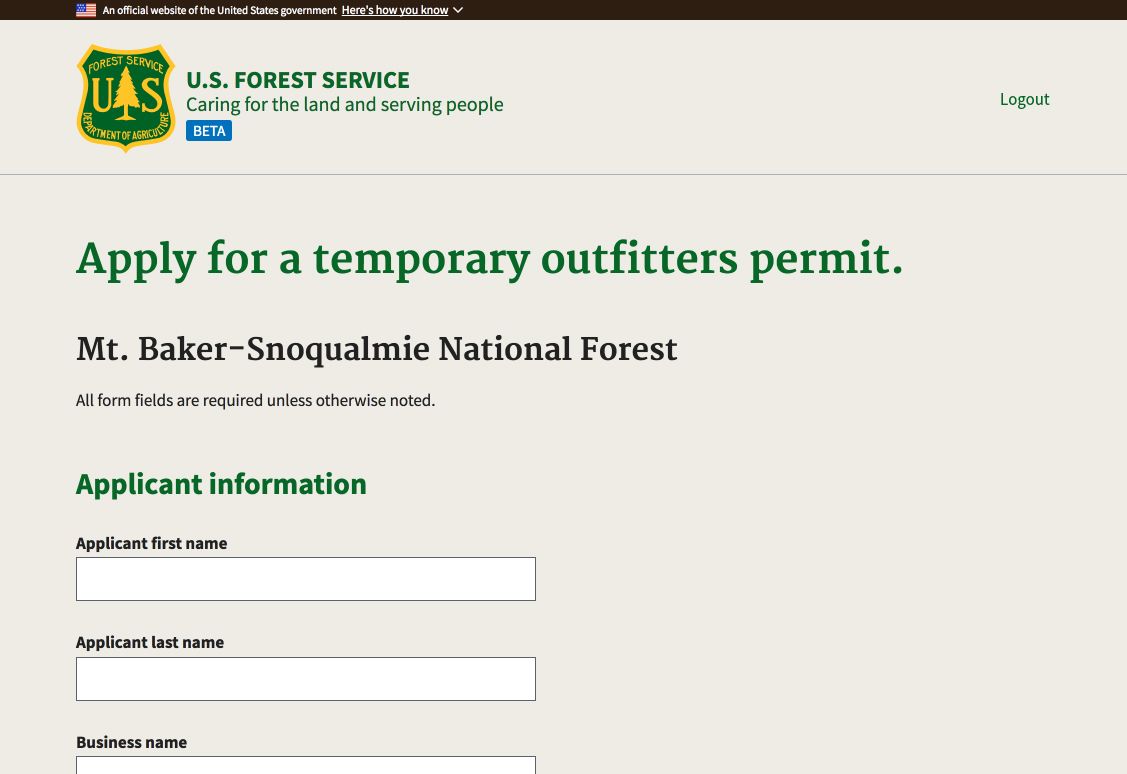 An official website of the United States government Here's how you know
FOREST SERVICE
U S
DEPARTMENT OF AGRICULTURE
U.S. FOREST SERVICE
Caring for the land and serving people
BETA
Logout
Apply for a temporary outfitters permit.
Mt. Baker-Snoqualmie National Forest
All form fields are required unless otherwise noted.
Applicant information
Applicant first name
Applicant last name
Business name